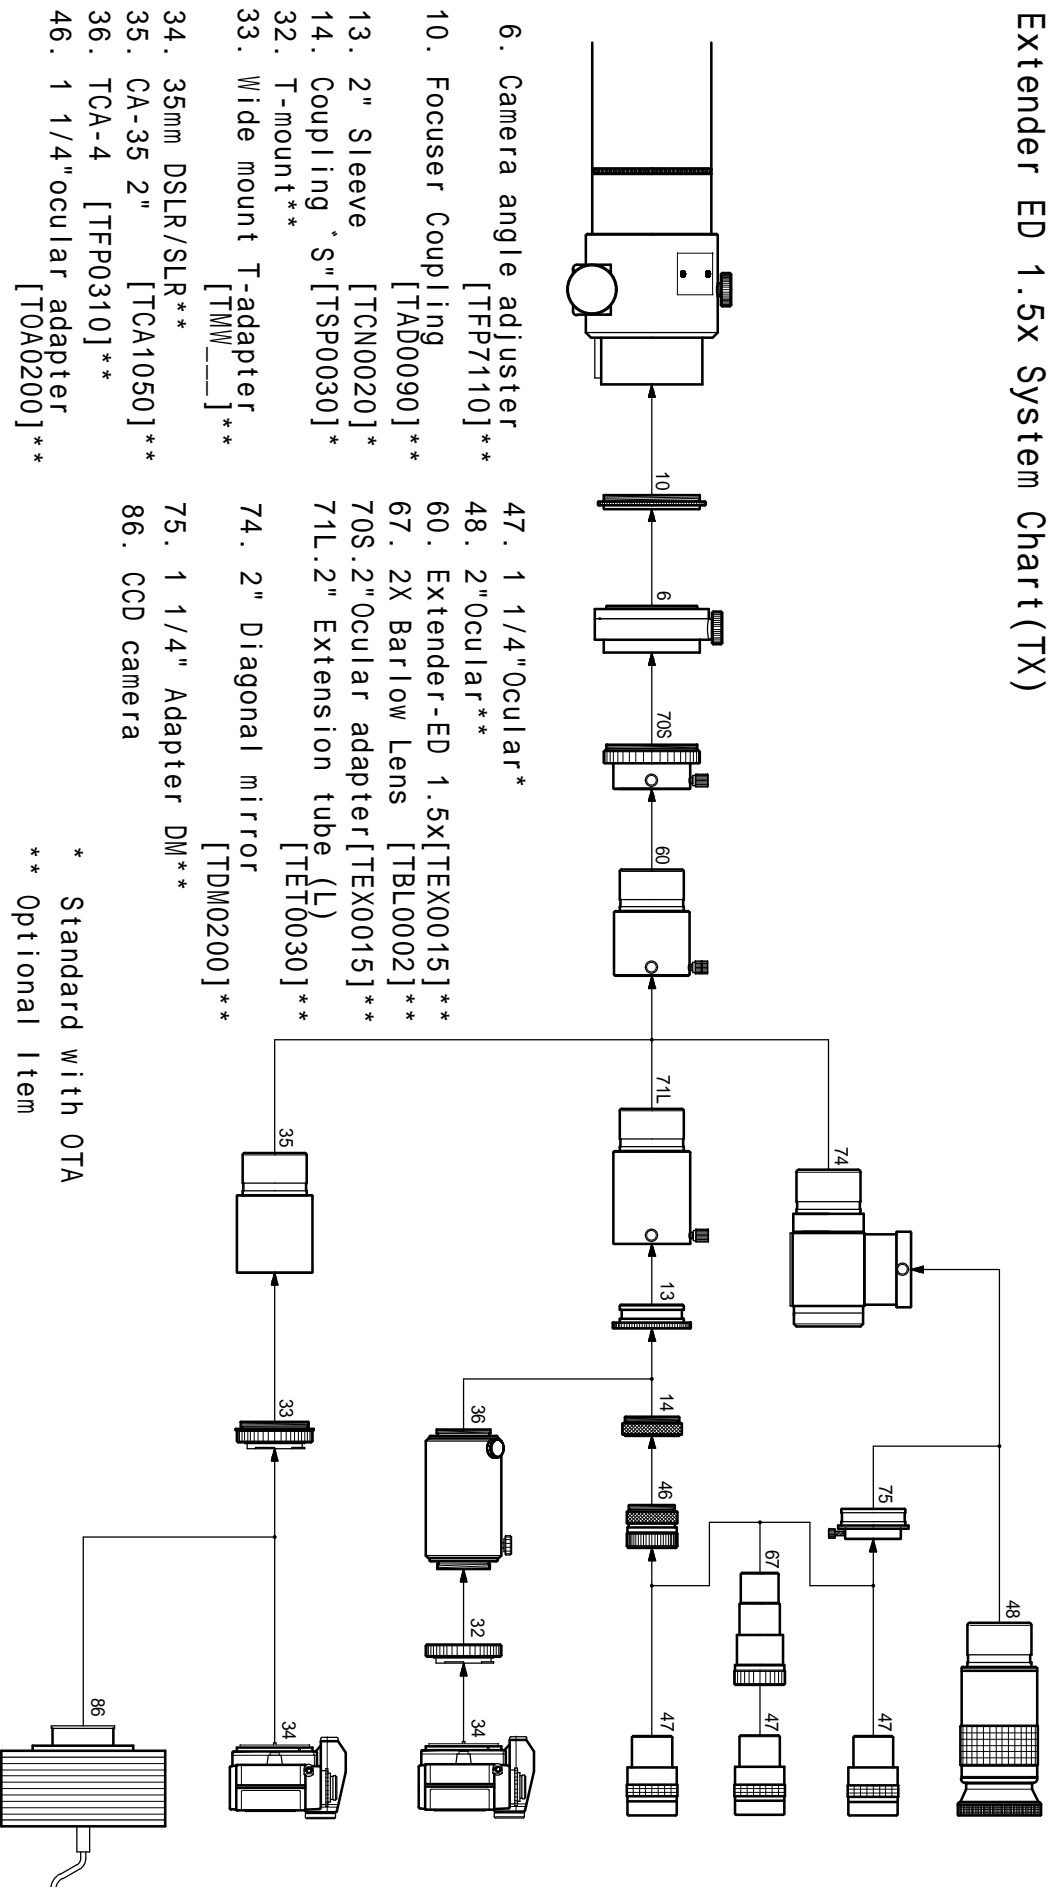 Extender ED 1.5x System Chart(TX)
10
6
70S
60
71L
74
35
13
14
46
36
33
32
75
67
48
47
47
47
34
34
86
6. Camera angle adjuster
[TFP7110]**
10. Focuser Coupling
[TAD0090]**
13. 2" Sleeve [TCN0020]*
14. Coupling `S"[TSP0030]*
32. T-mount**
33. Wide mount T-adapter
[TMW___]**
34. 35mm DSLR/SLR**
35. CA-35 2" [TCA1050]**
36. TCA-4 [TFP0310]**
46. 1 1/4"ocular adapter
[TOA0200]**
47. 1 1/4"Ocular*
48. 2"Ocular**
60. Extender-ED 1.5x[TEX0015]**
67. 2X Barlow Lens [TBL0002]**
70S.2"Ocular adapter[TEX0015]**
71L.2" Extension tube (L)
[TET0030]**
74. 2" Diagonal mirror
[TDM0200]**
75. 1 1/4" Adapter DM**
86. CCD camera
* Standard with OTA
** Optional Item